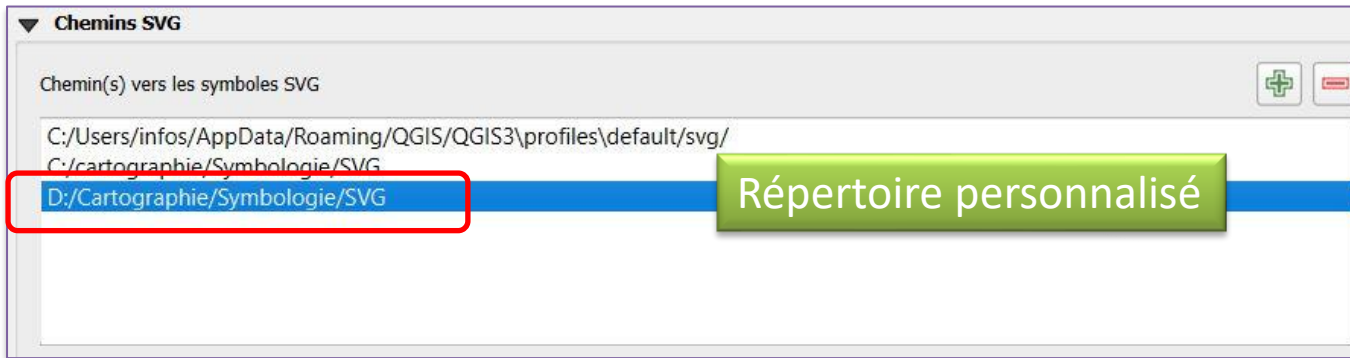 Chemins SVG
Chemin(s) vers les symboles SVG
C:/Users/infos/AppData/Roaming/QGIS/QGIS3\profiles\default/svg/
C:/cartographie/Symbologie/SVG
D:/Cartographie/Symbologie/SVG
Répertoire personnalisé